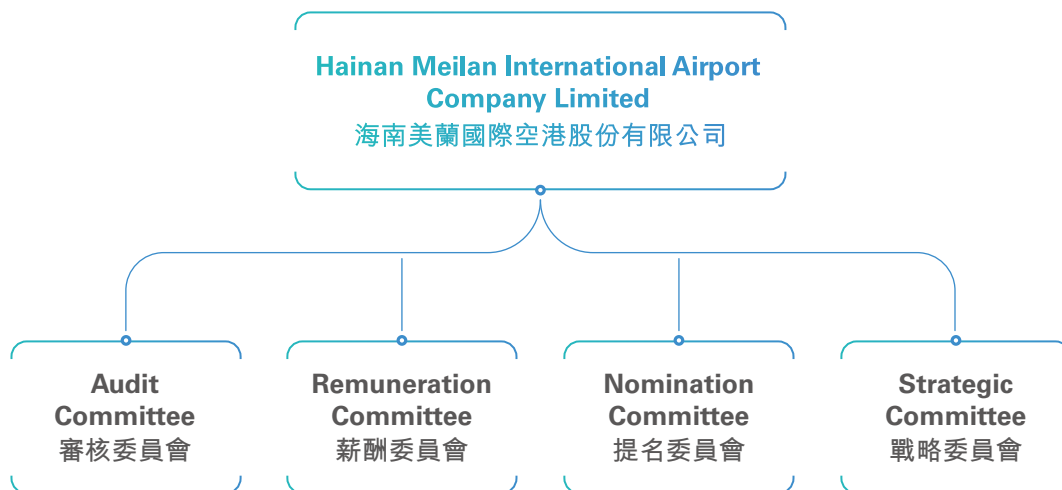 Hainan Meilan International Airport
Company Limited
海南美蘭國際空港股份有限公司
Audit
Committee
審核委員會
Remuneration
Committee
薪酬委員會
Nomination
Committee
提名委員會
Strategic
Committee
戰略委員會